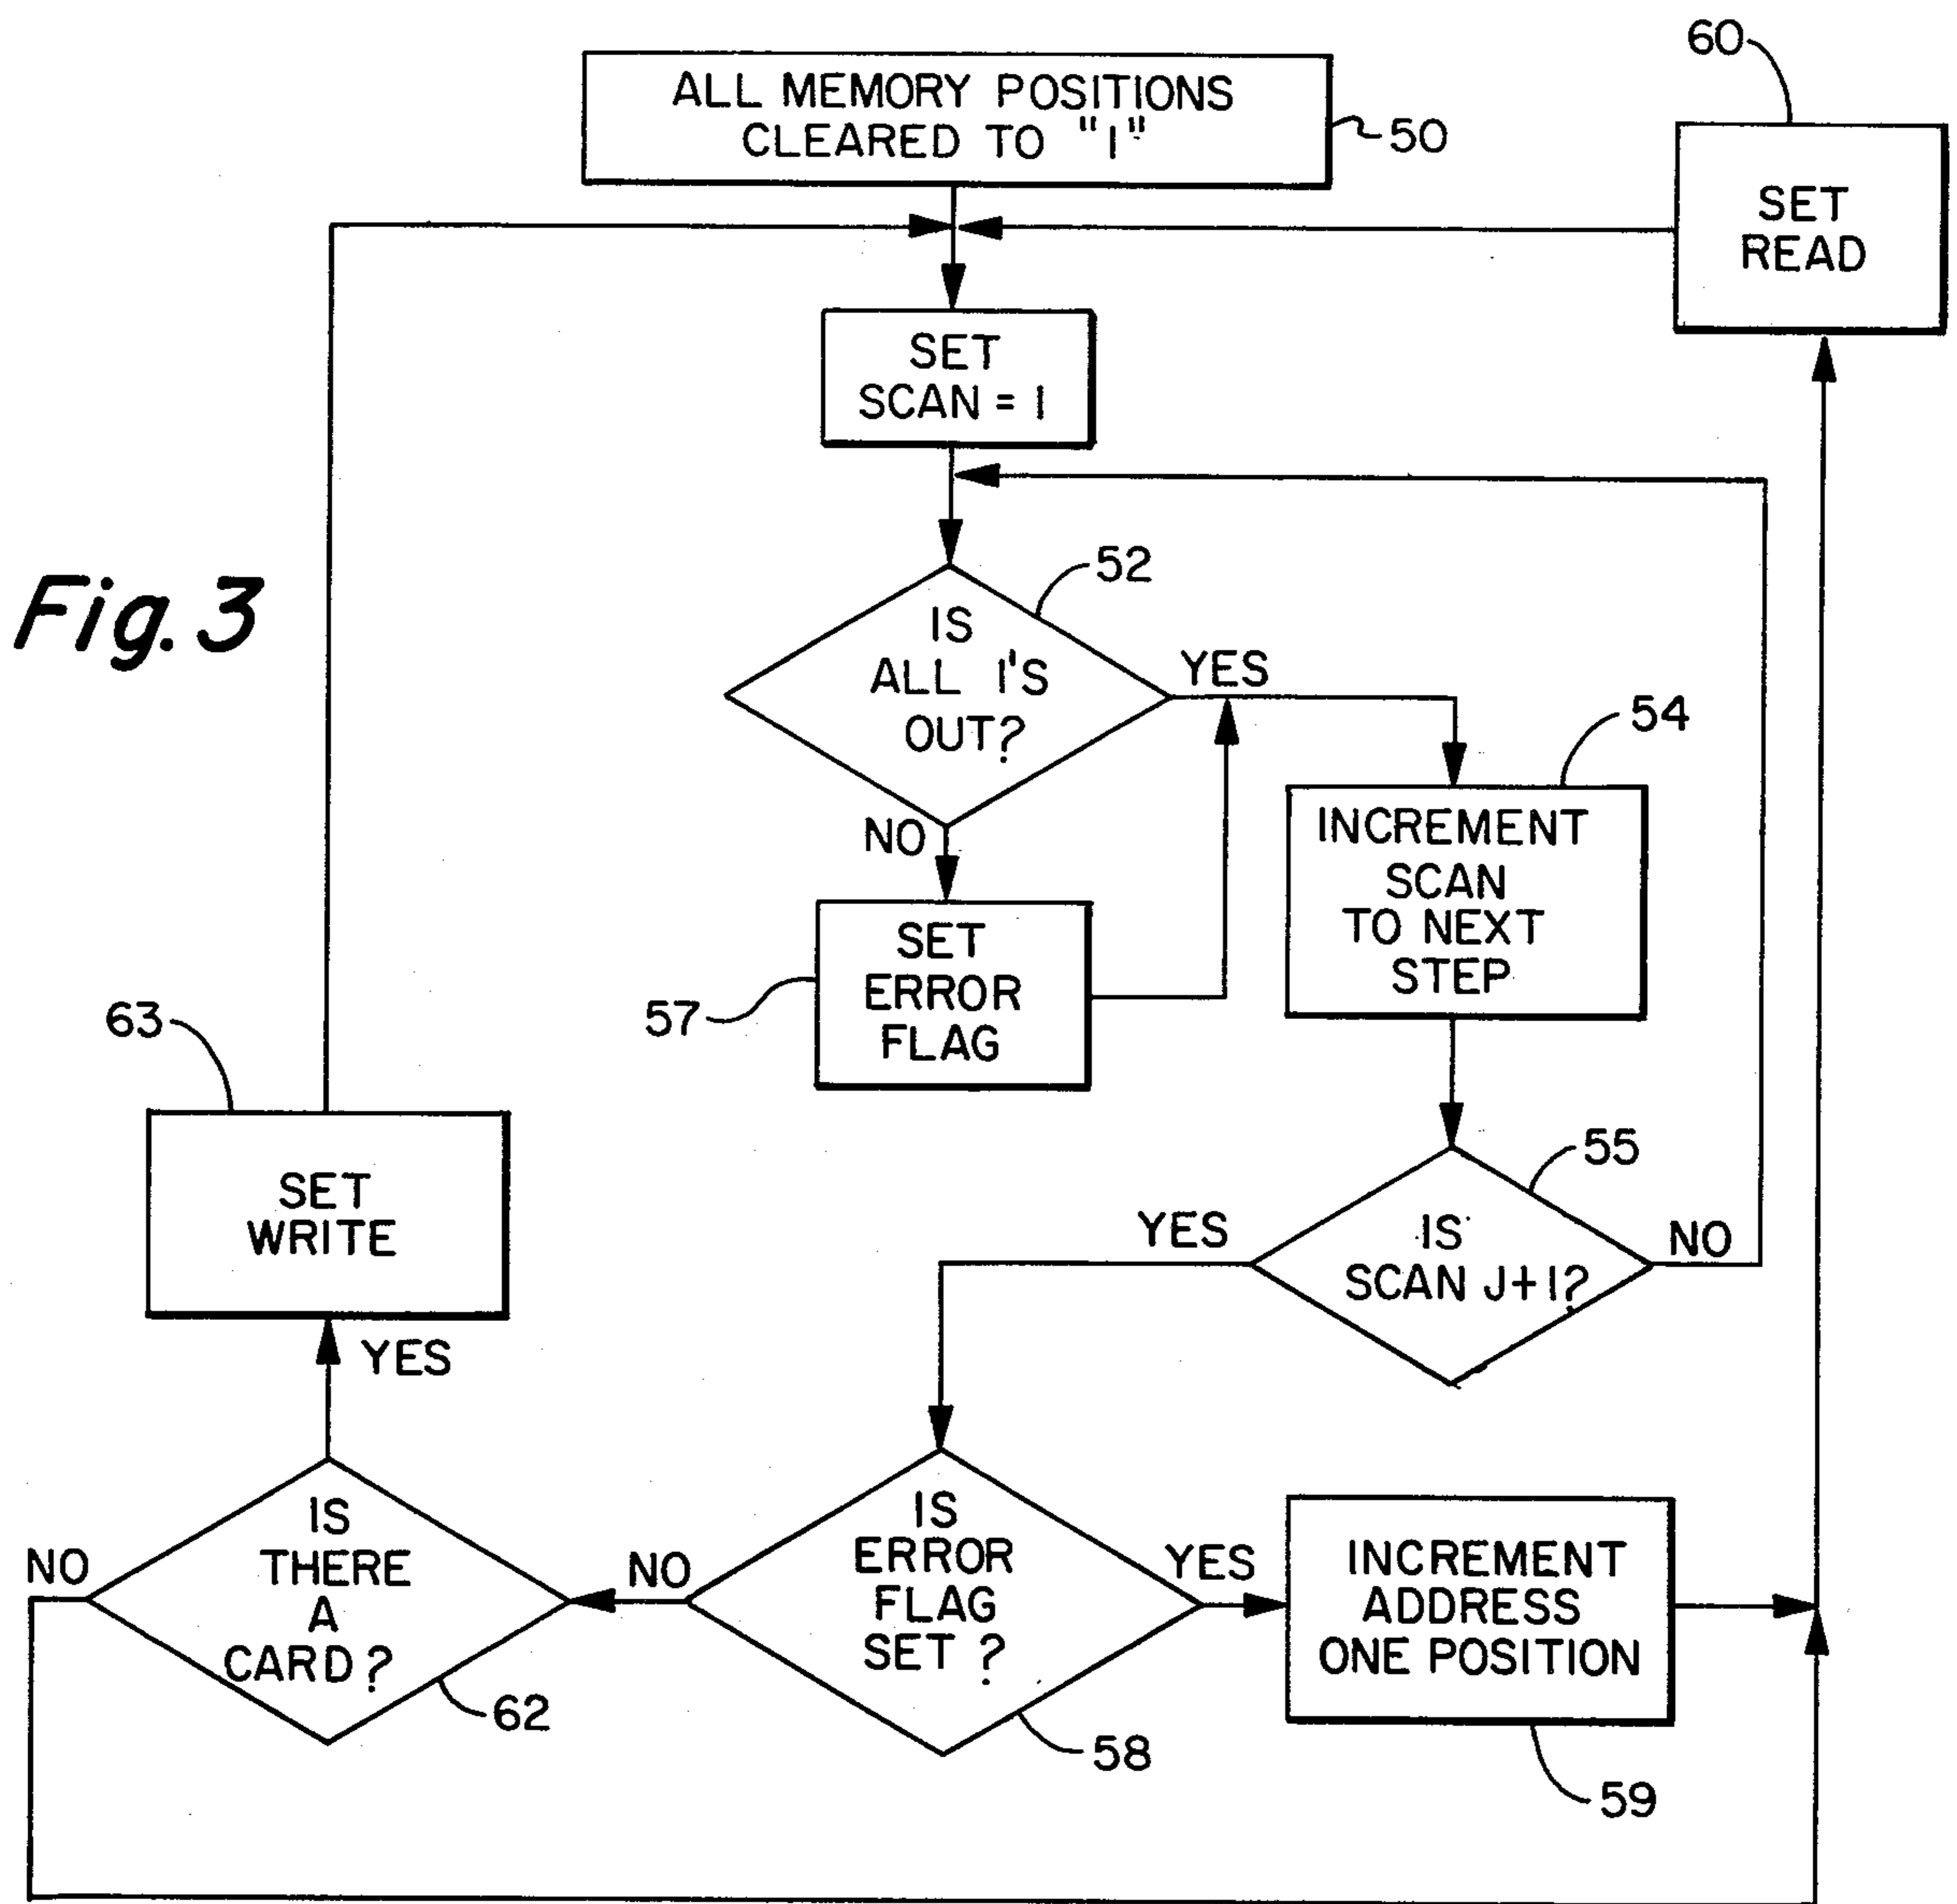 60
ALL MEMORY POSITIONS
CLEARED TO "1"
50
SET
READ
SET
SCAN = 1
Fig. 3
52
IS
ALL 1'S
OUT?
YES
54
NO
INCREMENT
SCAN
TO NEXT
STEP
SET
ERROR
FLAG
57
63
55
SET
WRITE
YES
IS
SCAN J+1?
NO
YES
IS
THERE
A
CARD?
NO
62
NO
IS
ERROR
FLAG
SET ?
YES
58
INCREMENT
ADDRESS
ONE POSITION
59